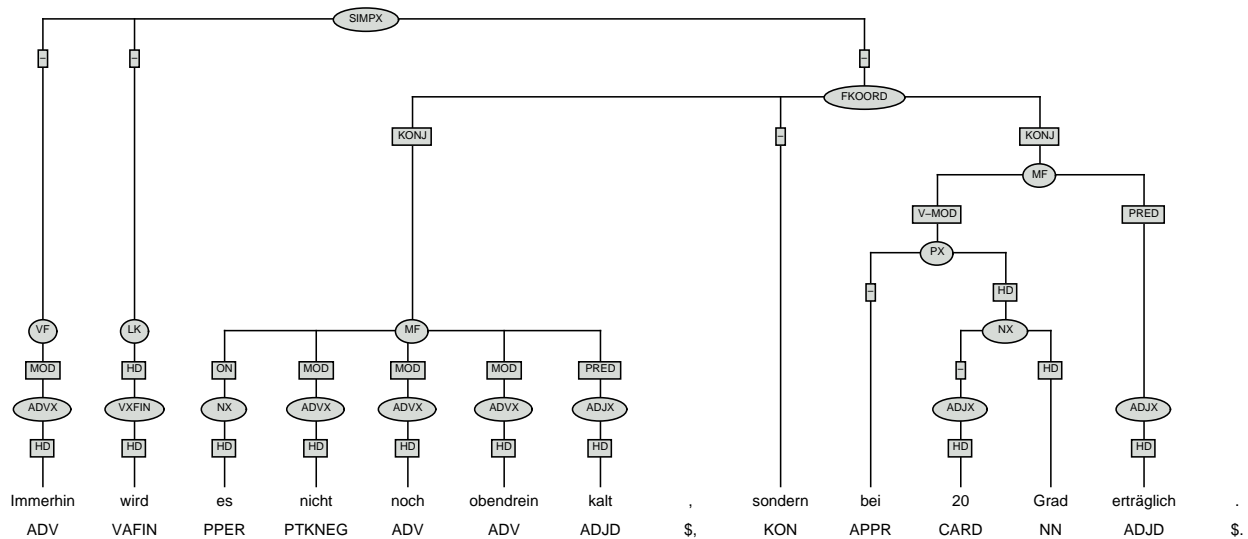 SIMPX
– – –
FKOORD
KONJ – KONJ
MF
V–MOD PRED
PX
– HD
VF LK MF NX
MOD HD ON MOD MOD MOD PRED – HD
ADVX VXFIN NX ADVX ADVX ADVX ADJX ADJX ADJX
HD HD HD HD HD HD HD HD HD
Immerhin wird es nicht noch obendrein kalt , sondern bei 20 Grad erträglich .
ADV VAFIN PPER PTKNEG ADV ADV ADJD $, KON APPR CARD NN ADJD $.